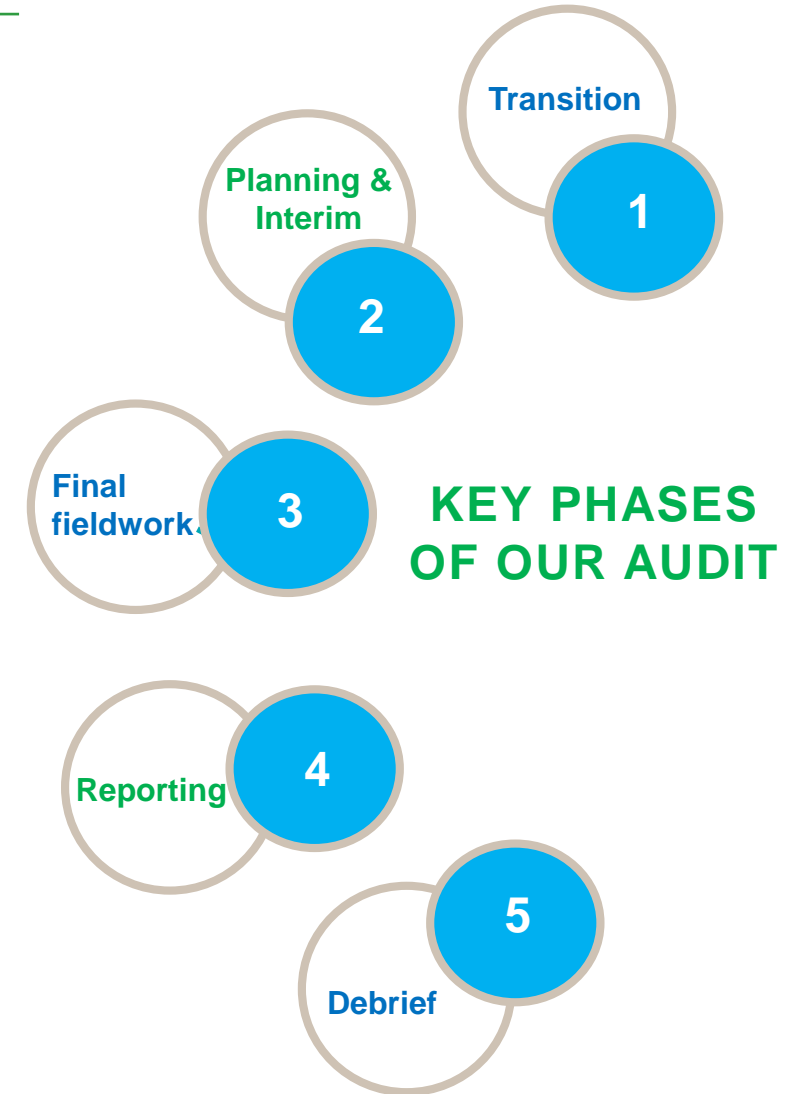 Transition
1
Planning &
Interim
2
Final
fieldwork
3
KEY PHASES
OF OUR AUDIT
4
Reporting
5
Debrief